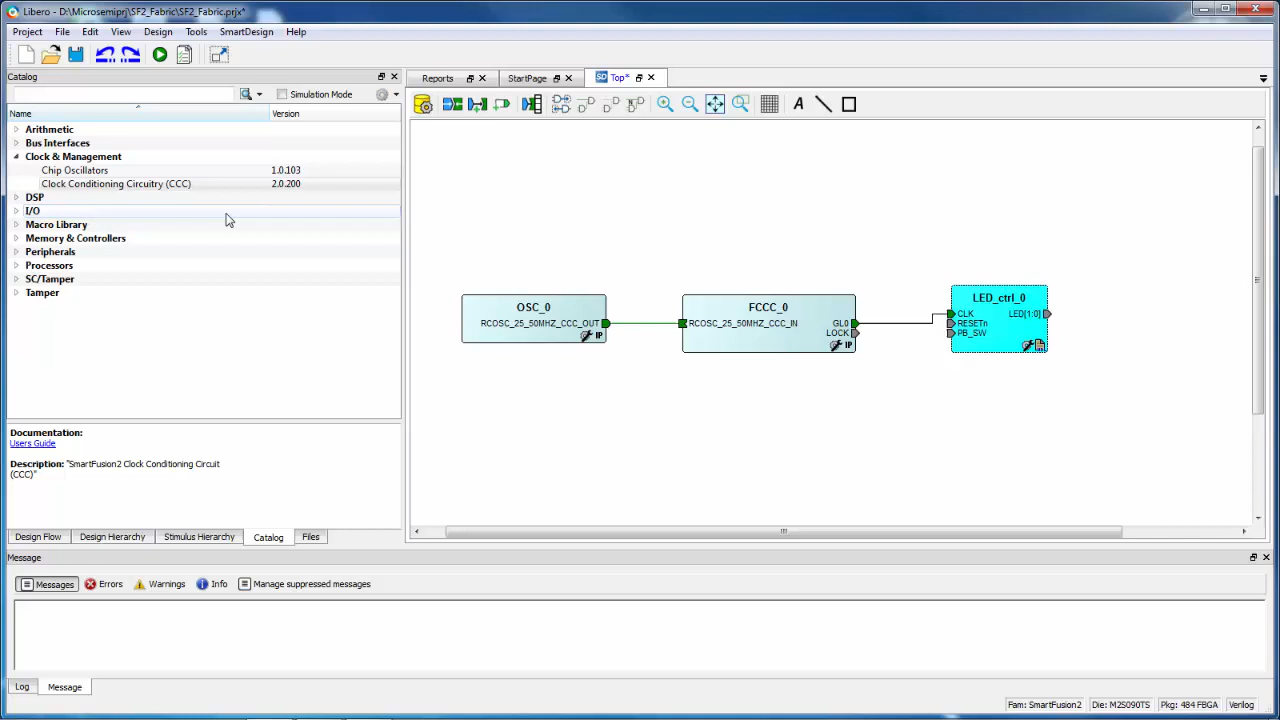 Libero - D:\Microsemiprj\SF2_Fabric\SF2_Fabric.prjx*
Project File Edit View Design Tools SmartDesign Help
Catalog
Simulation Mode
Name Version
Arithmetic
Bus Interfaces
Clock & Management
Chip Oscillators 1.0.103
Clock Conditioning Circuitry (CCC) 2.0.200
DSP
I/O
Macro Library
Memory & Controllers
Peripherals
Processors
SC/Tamper
Tamper
Documentation:
Users Guide
Description: "SmartFusion2 Clock Conditioning Circuit
(CCC)"
Design Flow Design Hierarchy Stimulus Hierarchy Catalog Files
Reports StartPage SD Top*
A
OSC_0
RCOSC_25_50MHZ_CCC_OUT
IP
FCCC_0
RCOSC_25_50MHZ_CCC_IN GL0
LOCK
IP
LED_ctrl_0
CLK LED[1:0]
RESETn
PB_SW
Message
Messages Errors Warnings Info Manage suppressed messages
Log Message
Fam: SmartFusion2 Die: M2S090TS Pkg: 484 FBGA Verilog